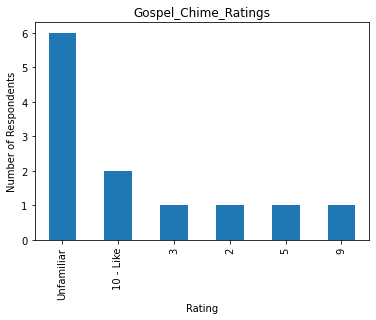 Gospel_Chime_Ratings
Number of Respondents
6
5
4
3
2
1
0
Unfamiliar
10 - Like
3
2
5
9
Rating